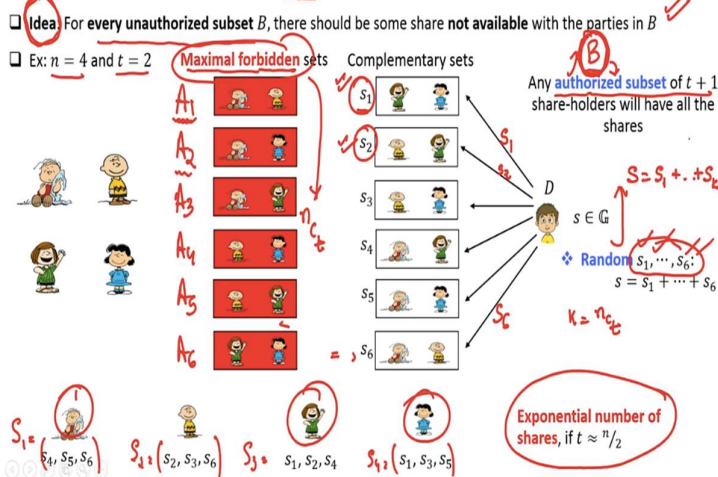 ❑ Idea: For every unauthorized subset B, there should be some share not available with the parties in B
❑ Ex: n = 4 and t = 2
Maximal forbidden sets
Complementary sets
B
Any authorized subset of t + 1
share-holders will have all the
shares
A1
A2
A3
A4
A5
A6
nCt
S1
S2
S3
S4
S5
= , S6
S1
S2
S6
D
s ∈ 𝔾
S = S1 + . . + St
❖ Random s1, ⋯ , s6:
s = s1 + ⋯ + s6
K = nCt
S1 = (S4, S5, S6)
S2 = (S2, S3, S6)
S3 = S1, S2, S4
S4 = (S1, S3, S5)
Exponential number of
shares, if t ≈ n/2